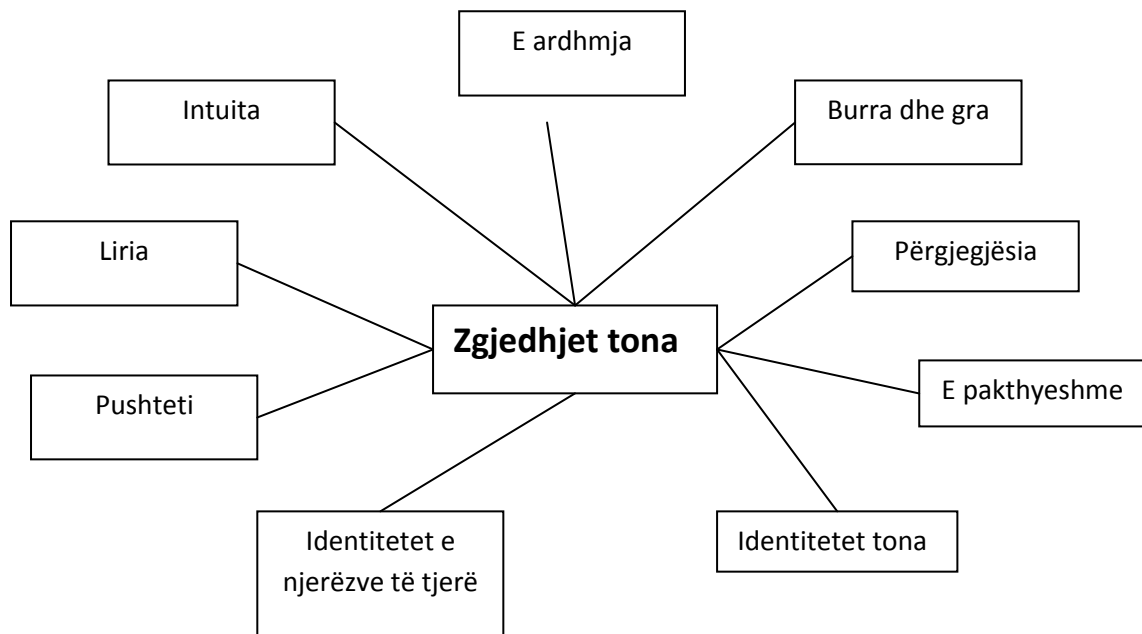 E ardhmja
Intuita
Burra dhe gra
Liria
Përgjegjësia
Zgjedhjet tona
Pushteti
E pakthyeshme
Identitetet e
njerëzve të tjerë
Identitetet tona